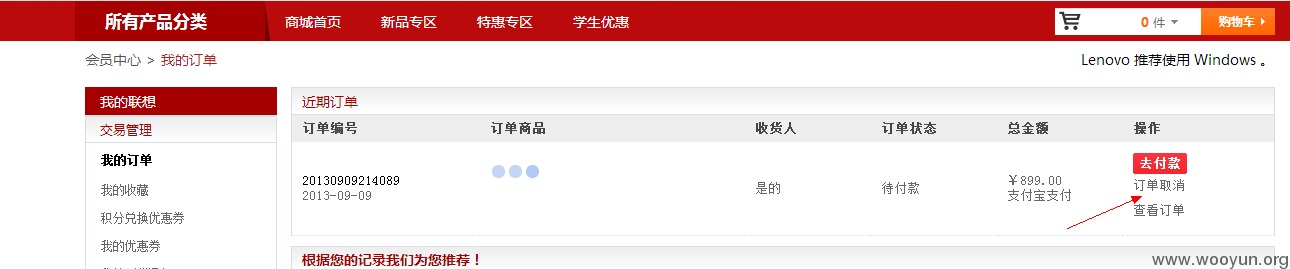 所有产品分类 商城首页 新品专区 特惠专区 学生优惠 0 件 购物车
会员中心 > 我的订单 Lenovo 推荐使用 Windows 。
我的联想
交易管理
我的订单
我的收藏
积分兑换优惠券
我的优惠券
近期订单
订单编号 订单商品 收货人 订单状态 总金额 操作
20130909214089
2013-09-09
是的
待付款
￥899.00
支付宝支付
去付款
订单取消
查看订单
根据您的记录我们为您推荐！
www.wooyun.org